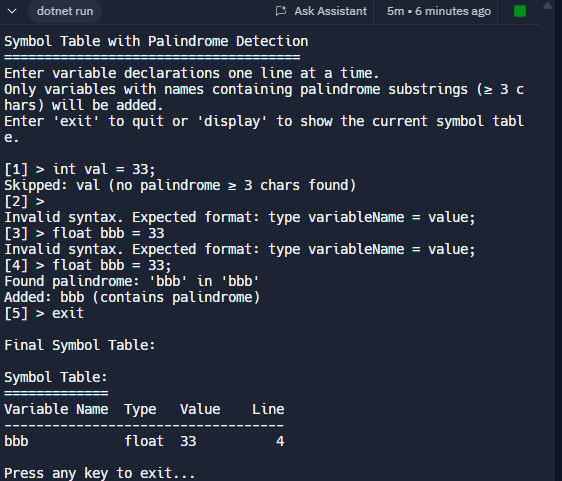 dotnet run Ask Assistant 5m • 6 minutes ago
Symbol Table with Palindrome Detection
=====================================
Enter variable declarations one line at a time.
Only variables with names containing palindrome substrings (≥ 3 c
hars) will be added.
Enter 'exit' to quit or 'display' to show the current symbol tabl
e.
[1] > int val = 33;
Skipped: val (no palindrome ≥ 3 chars found)
[2] >
Invalid syntax. Expected format: type variableName = value;
[3] > float bbb = 33
Invalid syntax. Expected format: type variableName = value;
[4] > float bbb = 33;
Found palindrome: 'bbb' in 'bbb'
Added: bbb (contains palindrome)
[5] > exit
Final Symbol Table:
Symbol Table:
=============
Variable Name  Type   Value    Line
-----------------------------------
bbb            float  33          4
Press any key to exit...